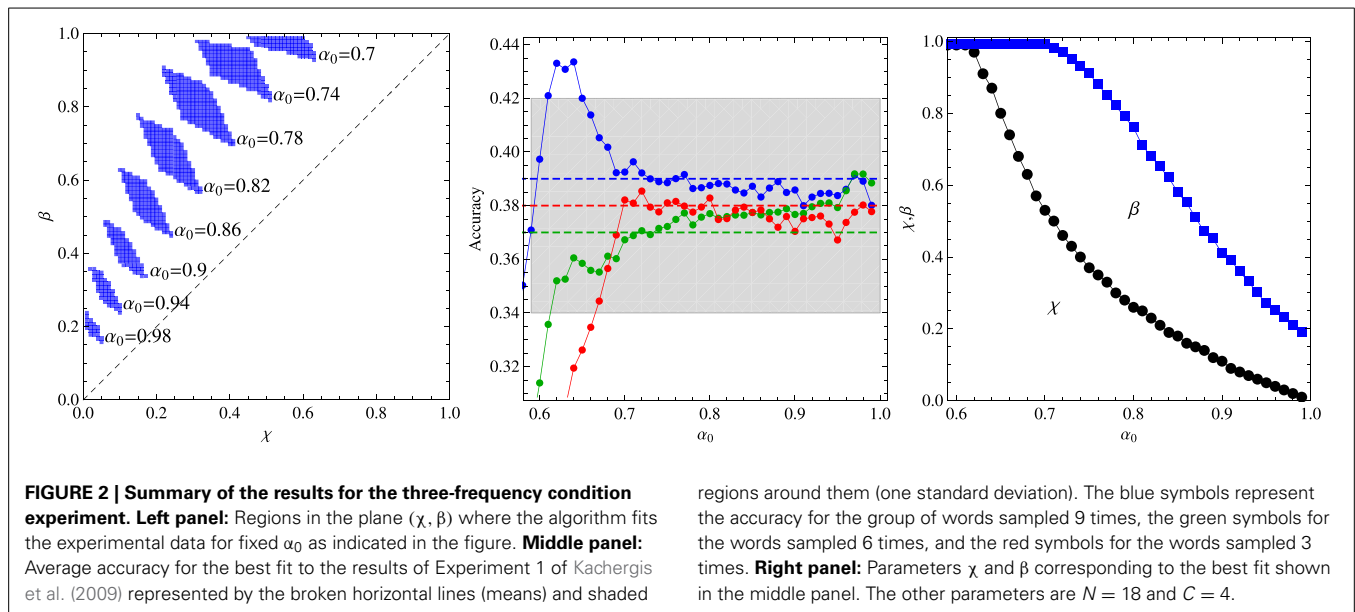 1.0
0.8
0.6
0.4
0.2
0.0
β
0.0
0.2
0.4
0.6
0.8
1.0
χ
α₀=0.7
α₀=0.74
α₀=0.78
α₀=0.82
α₀=0.86
α₀=0.9
α₀=0.94
α₀=0.98
0.44
0.42
0.40
0.38
0.36
0.34
0.32
Accuracy
0.6
0.7
0.8
0.9
1.0
α₀
1.0
0.8
0.6
0.4
0.2
0.0
χ,β
β
χ
0.6
0.7
0.8
0.9
1.0
α₀
FIGURE 2 | Summary of the results for the three-frequency condition
experiment. Left panel: Regions in the plane (χ, β) where the algorithm fits
the experimental data for fixed α₀ as indicated in the figure. Middle panel:
Average accuracy for the best fit to the results of Experiment 1 of Kachergis
et al. (2009) represented by the broken horizontal lines (means) and shaded
regions around them (one standard deviation). The blue symbols represent
the accuracy for the group of words sampled 9 times, the green symbols for
the words sampled 6 times, and the red symbols for the words sampled 3
times. Right panel: Parameters χ and β corresponding to the best fit shown
in the middle panel. The other parameters are N = 18 and C = 4.